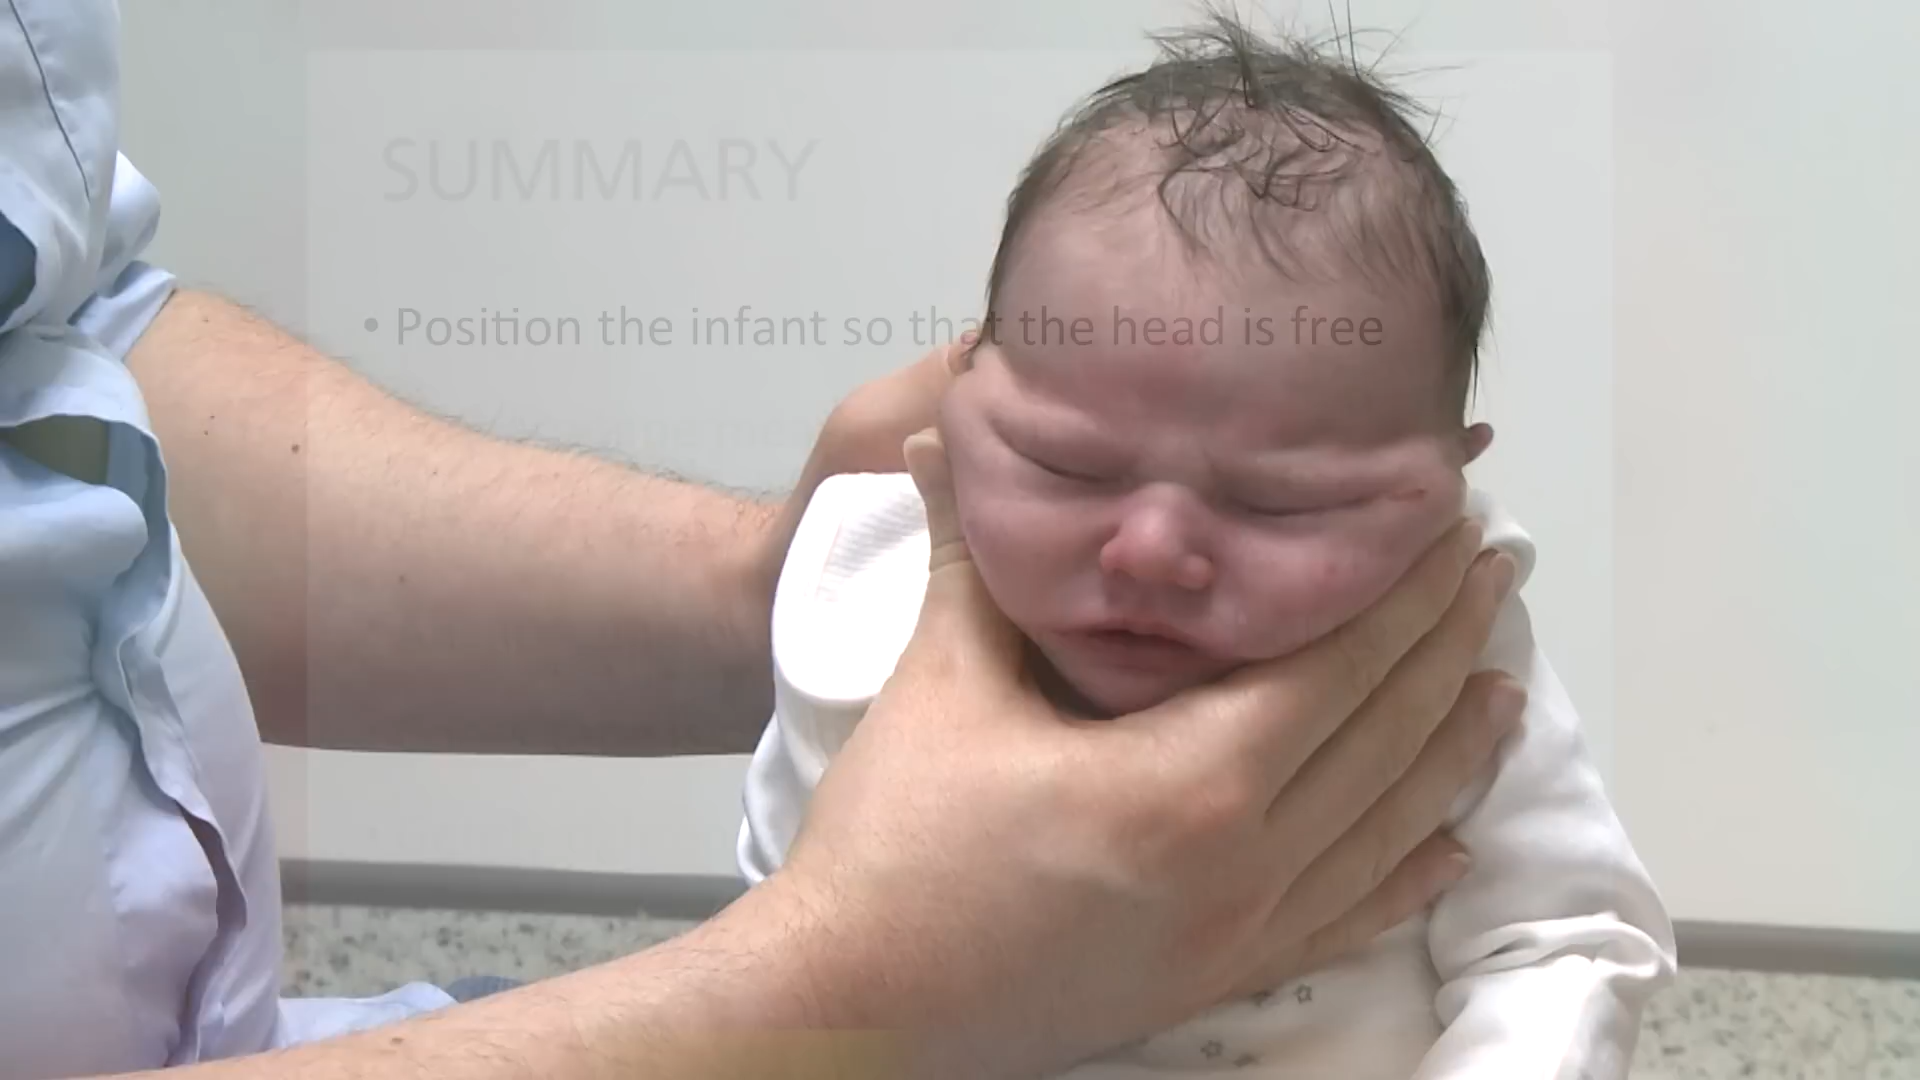 SUMMARY
• Position the infant so that the head is free